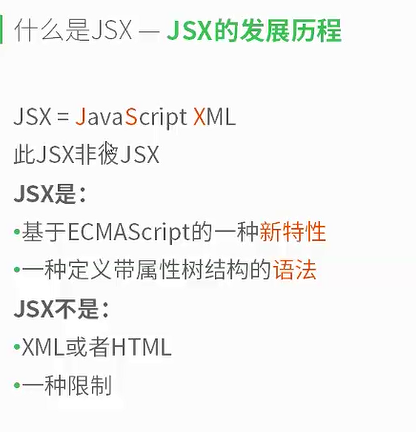 什么是JSX — JSX的发展历程
JSX = JavaScript XML
此JSX非彼JSX
JSX是：
•基于ECMAScript的一种新特性
•一种定义带属性树结构的语法
JSX不是：
•XML或者HTML
•一种限制